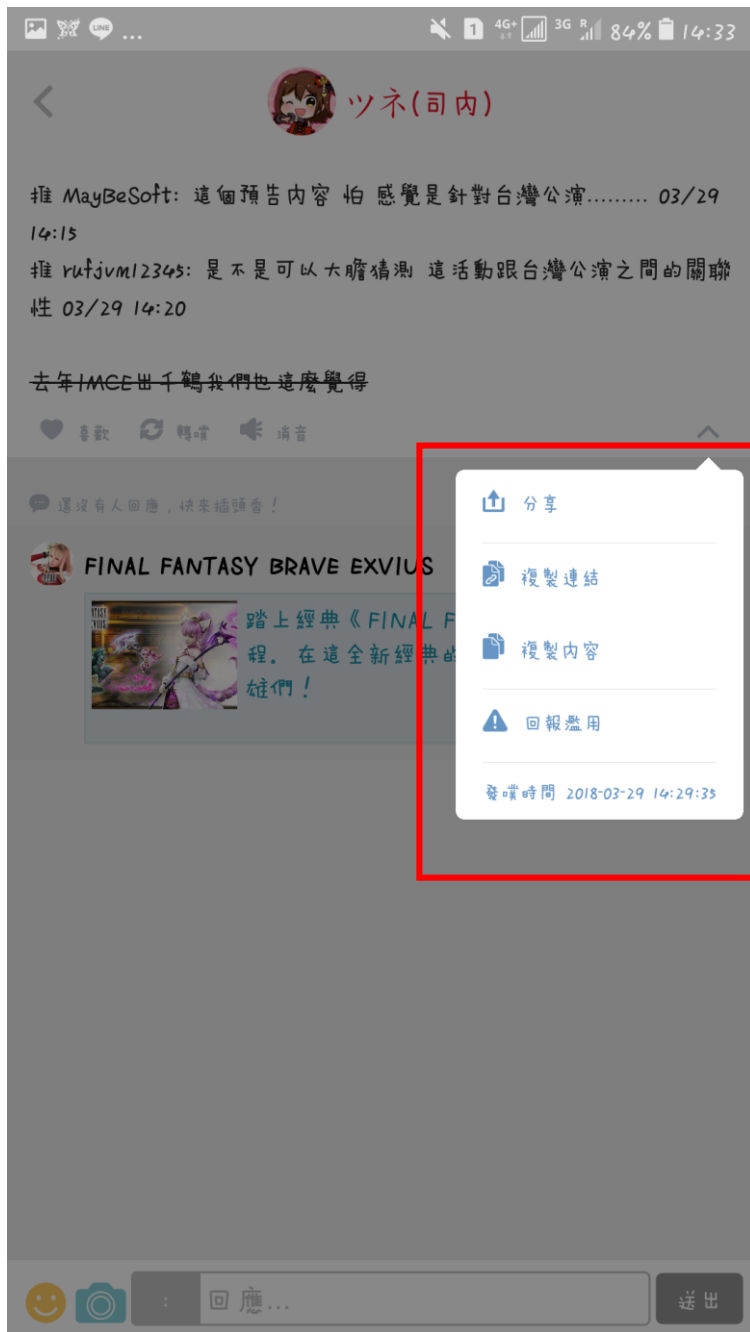 LINE ... 1 4G+ 3G R 84% 14:33
ツネ(司内)
推 MayBeSoft: 這個預告內容 怕 感覺是針對台灣公演......... 03/29
14:15
推 rufjvm12345: 是不是可以大膽猜測 這活動跟台灣公演之間的關聯
性 03/29 14:20
去年IMCE出千鶴我們也這麼覺得
喜歡 轉噗 消音
還沒有人回應，快來插頭香！
分享
FINAL FANTASY BRAVE EXVIUS
複製連結
踏上經典《FINAL F
程。在這全新經典的
雄們！
複製內容
回報濫用
發噗時間 2018-03-29 14:29:35
: 回應... 送出